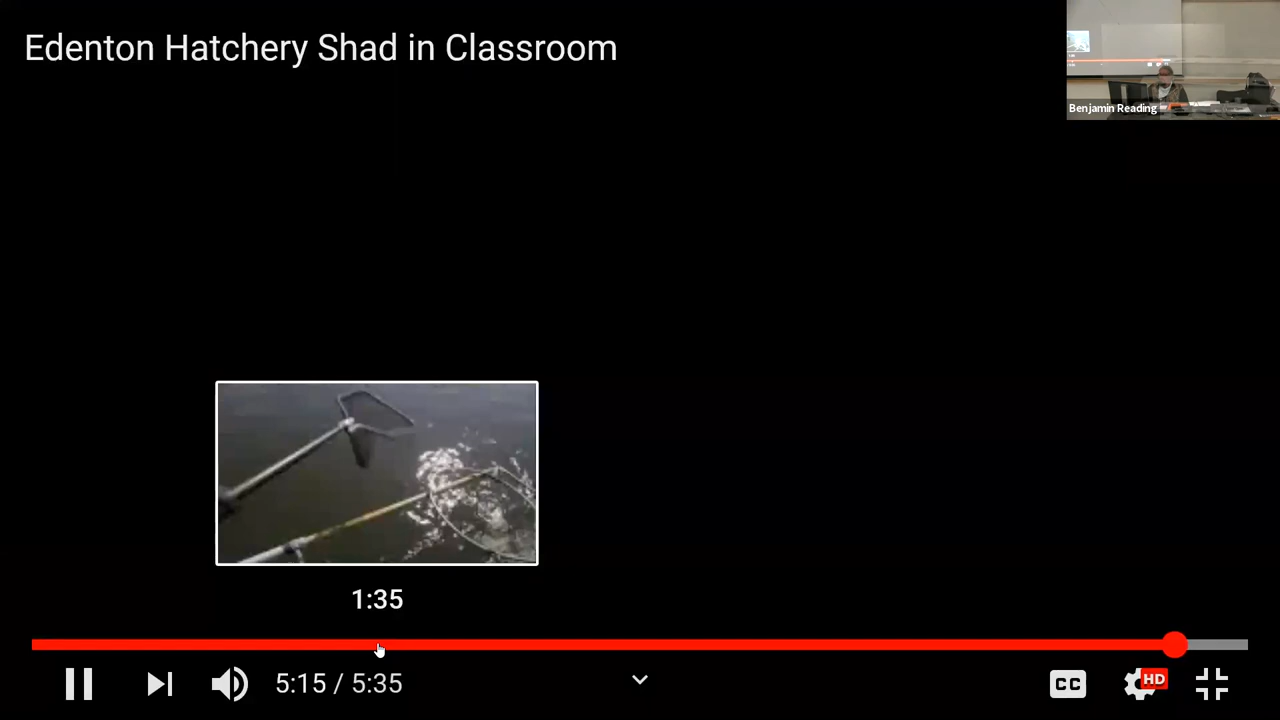 Edenton Hatchery Shad in Classroom
Benjamin Reading
1:35
5:15 / 5:35
CC
HD